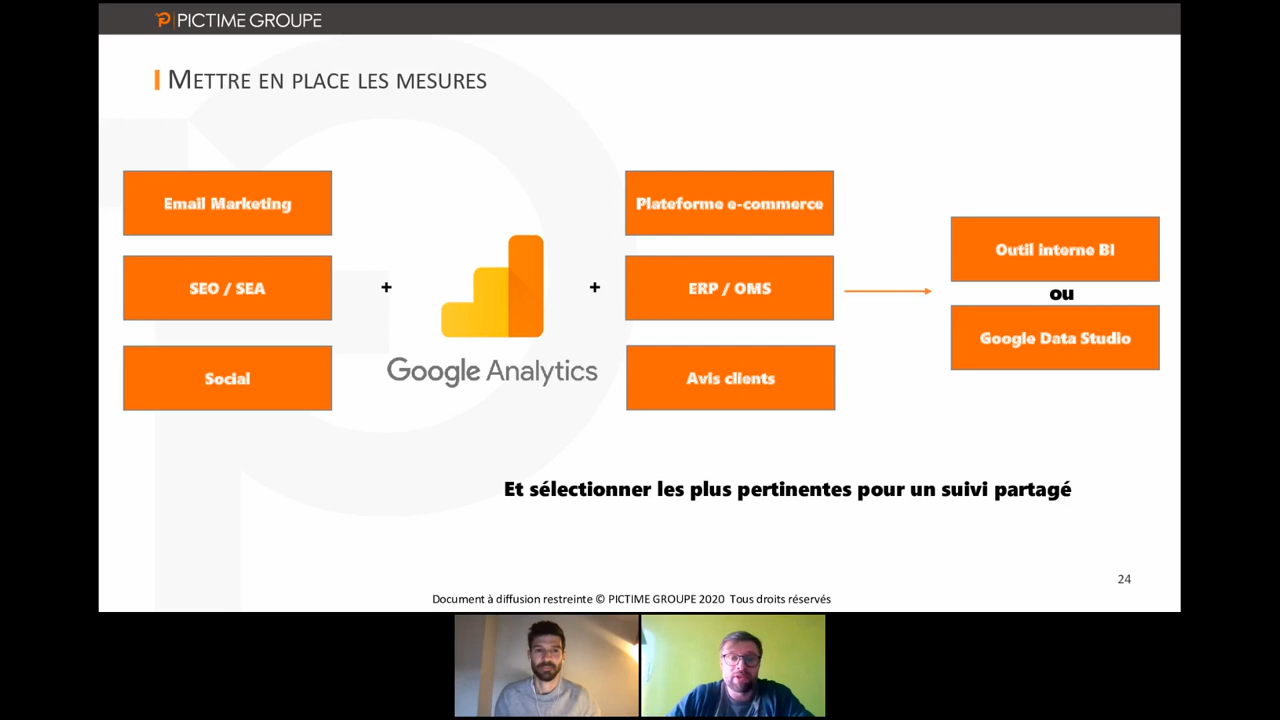 PICTIME GROUPE
METTRE EN PLACE LES MESURES
Email Marketing
SEO / SEA
Social
+
Google Analytics
+
Plateforme e-commerce
ERP / OMS
Avis clients
Outil interne BI
ou
Google Data Studio
Et sélectionner les plus pertinentes pour un suivi partagé
24
Document à diffusion restreinte © PICTIME GROUPE 2020 Tous droits réservés